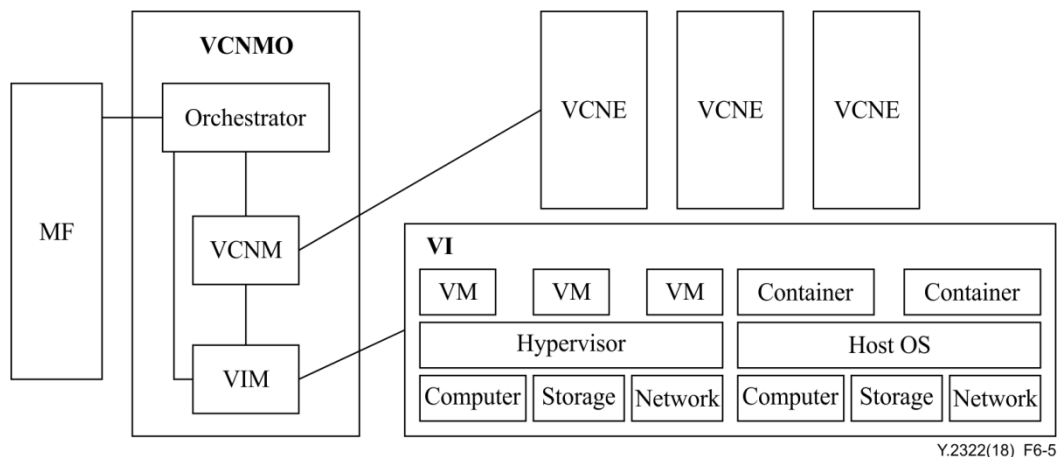 VCNMO
Orchestrator
MF
VCNM
VIM
VCNE
VCNE
VCNE
VI
VM
VM
VM
Container
Container
Hypervisor
Host OS
Computer
Storage
Network
Computer
Storage
Network
Y.2322(18)_F6-5